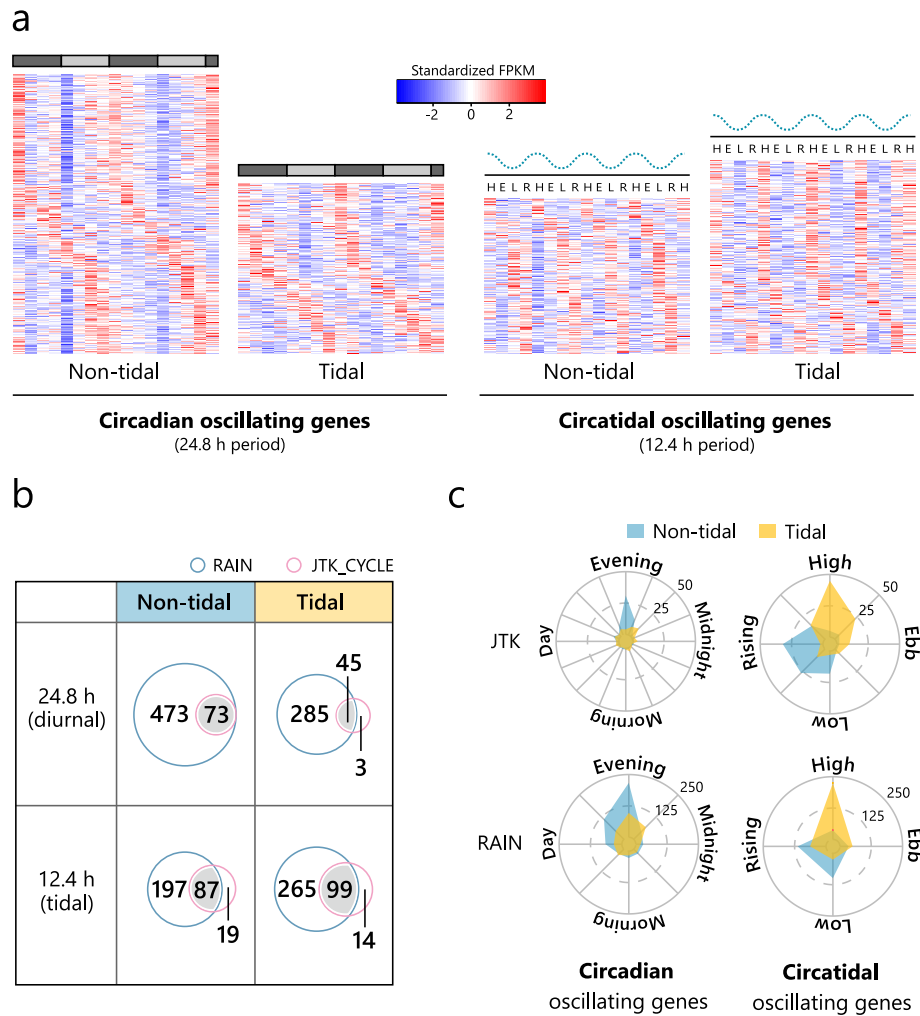 a
Standardized FPKM
-2 0 2
H E L R H E L R H E L R H E L R H
H E L R H E L R H E L R H E L R H
Non-tidal
Tidal
Non-tidal
Tidal
Circadian oscillating genes
(24.8 h period)
Circatidal oscillating genes
(12.4 h period)
b
RAIN JTK_CYCLE
Non-tidal Tidal
24.8 h
(diurnal)
473 73
285 45
3
12.4 h
(tidal)
197 87
19
265 99
14
c
Non-tidal Tidal
JTK
Evening
Midnight
Morning
Day
25
50
High
Ebb
Low
Rising
25
50
RAIN
Evening
Midnight
Morning
Day
125
250
High
Ebb
Low
Rising
125
250
Circadian
oscillating genes
Circatidal
oscillating genes